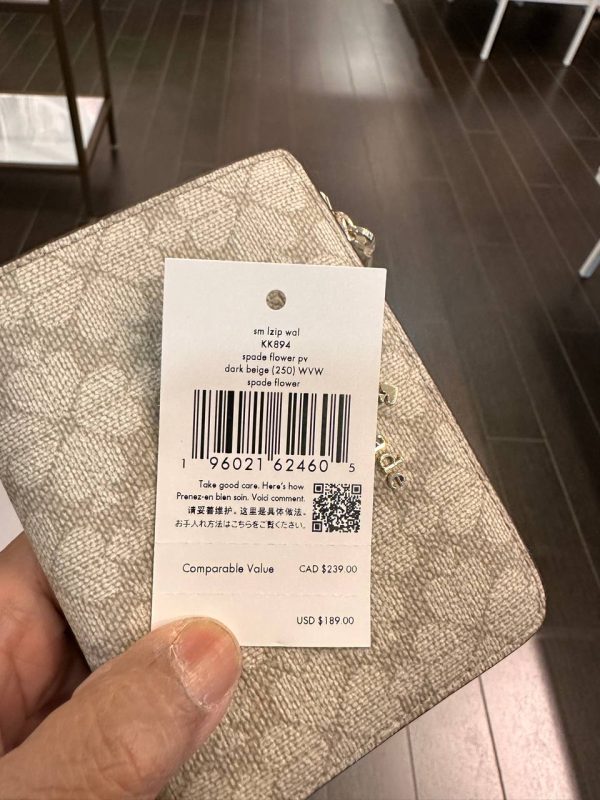 sm lzip wal
KK894
spade flower pv
dark beige (250) WVW
spade flower
1 96021 62460 5
Take good care. Here's how
Prenez-en bien soin. Void comment.
请妥善维护。这里是具体做法。
お手入れ方法はこちらをご覧ください。
Comparable Value CAD $239.00
USD $189.00
de